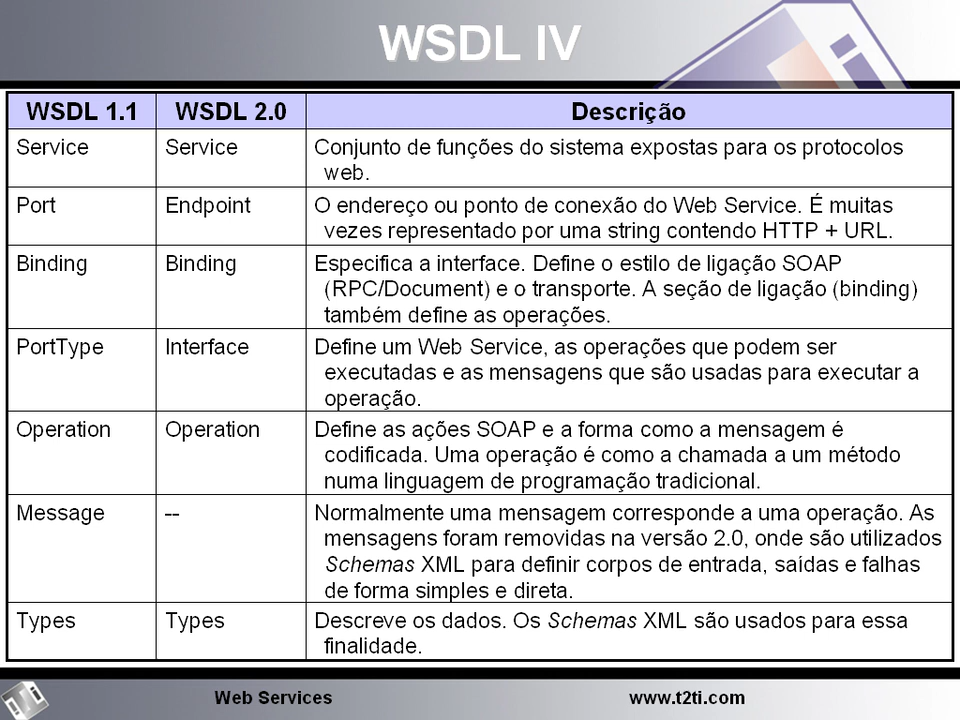 WSDL IV
WSDL 1.1 WSDL 2.0 Descrição
Service Service Conjunto de funções do sistema expostas para os protocolos
web.
Port Endpoint O endereço ou ponto de conexão do Web Service. É muitas
vezes representado por uma string contendo HTTP + URL.
Binding Binding Especifica a interface. Define o estilo de ligação SOAP
(RPC/Document) e o transporte. A seção de ligação (binding)
também define as operações.
PortType Interface Define um Web Service, as operações que podem ser
executadas e as mensagens que são usadas para executar a
operação.
Operation Operation Define as ações SOAP e a forma como a mensagem é
codificada. Uma operação é como a chamada a um método
numa linguagem de programação tradicional.
Message -- Normalmente uma mensagem corresponde a uma operação. As
mensagens foram removidas na versão 2.0, onde são utilizados
Schemas XML para definir corpos de entrada, saídas e falhas
de forma simples e direta.
Types Types Descreve os dados. Os Schemas XML são usados para essa
finalidade.
Web Services www.t2ti.com